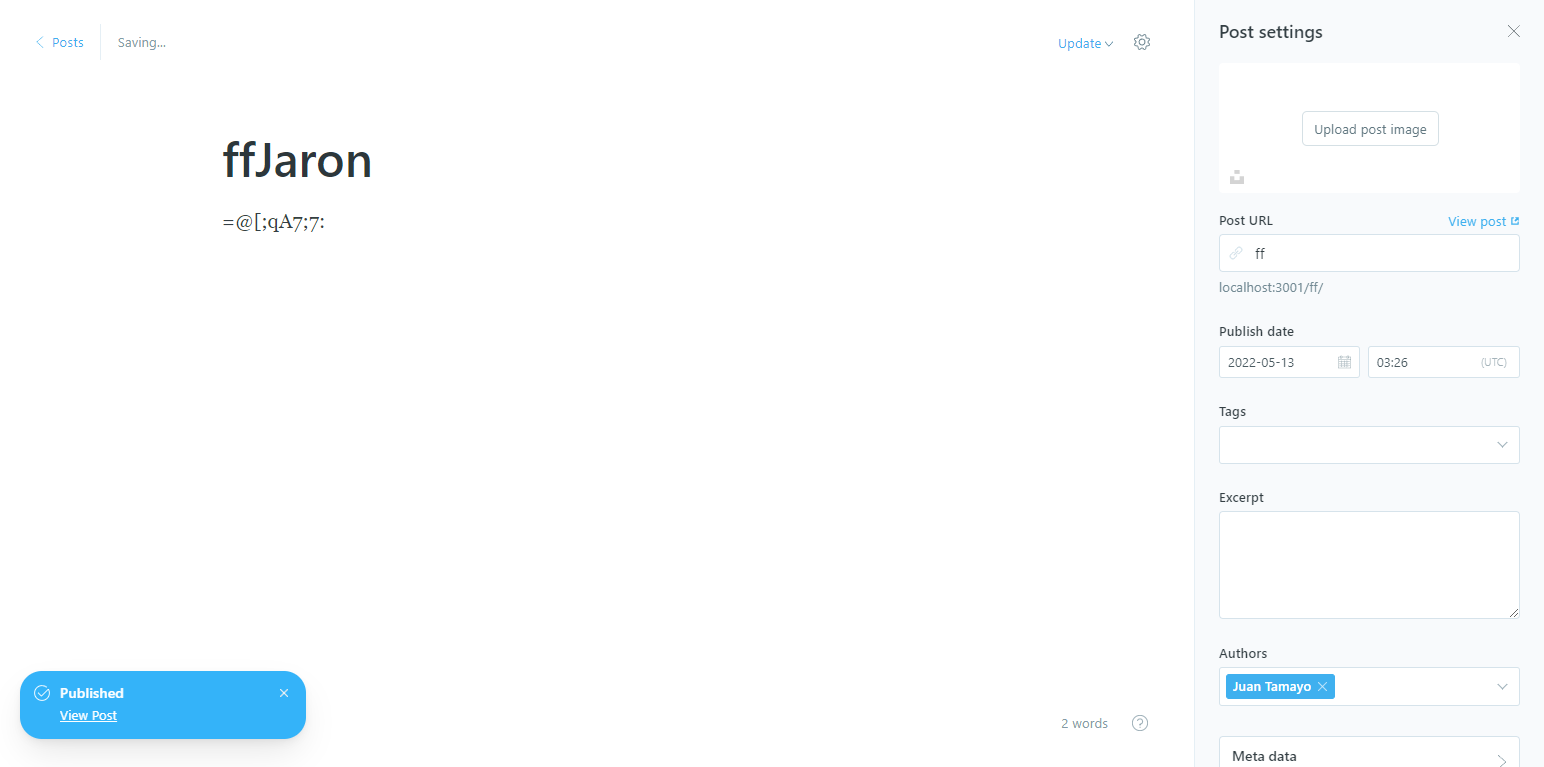 Posts
Saving...
Update
Post settings
ffJaron
=@[;qA7;7:
Upload post image
Post URL
View post
ff
localhost:3001/ff/
Publish date
2022-05-13
03:26
(UTC)
Tags
Excerpt
Authors
Juan Tamayo
Meta data
Published
View Post
2 words